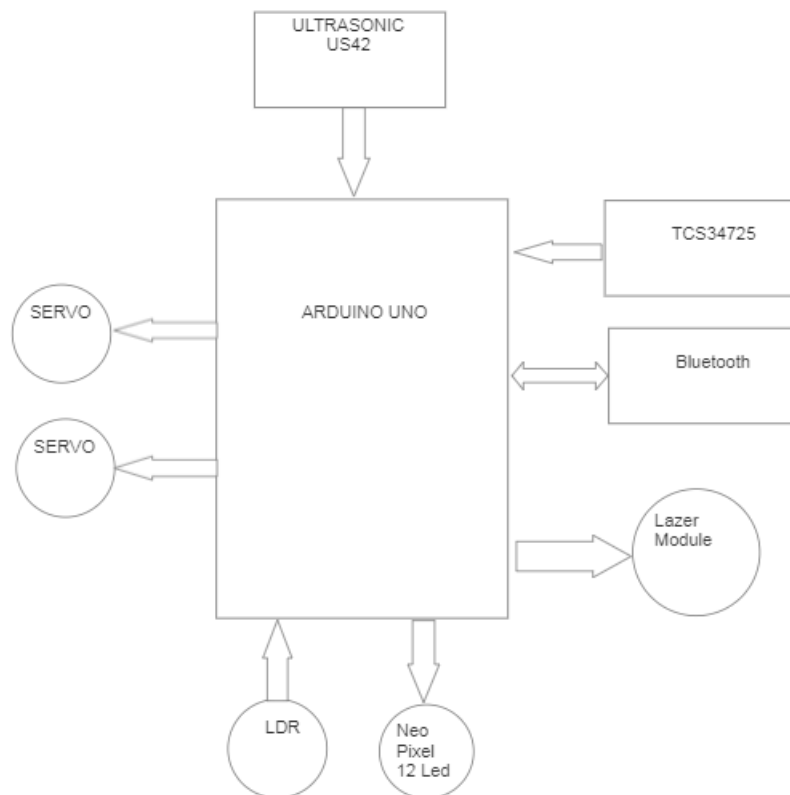 ULTRASONIC
US42
TCS34725
SERVO
ARDUINO UNO
Bluetooth
SERVO
Lazer
Module
LDR
Neo
Pixel
12 Led